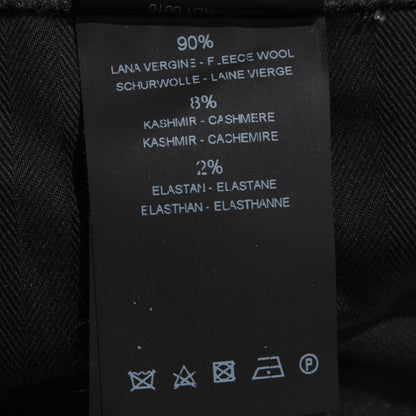 90%
LANA VERGINE - FLEECE WOOL
SCHURWOLLE - LAINE VIERGE
8%
KASHMIR - CASHMERE
KASHMIR - CACHEMIRE
2%
ELASTAN - ELASTANE
ELASTHAN - ELASTHANNE
P